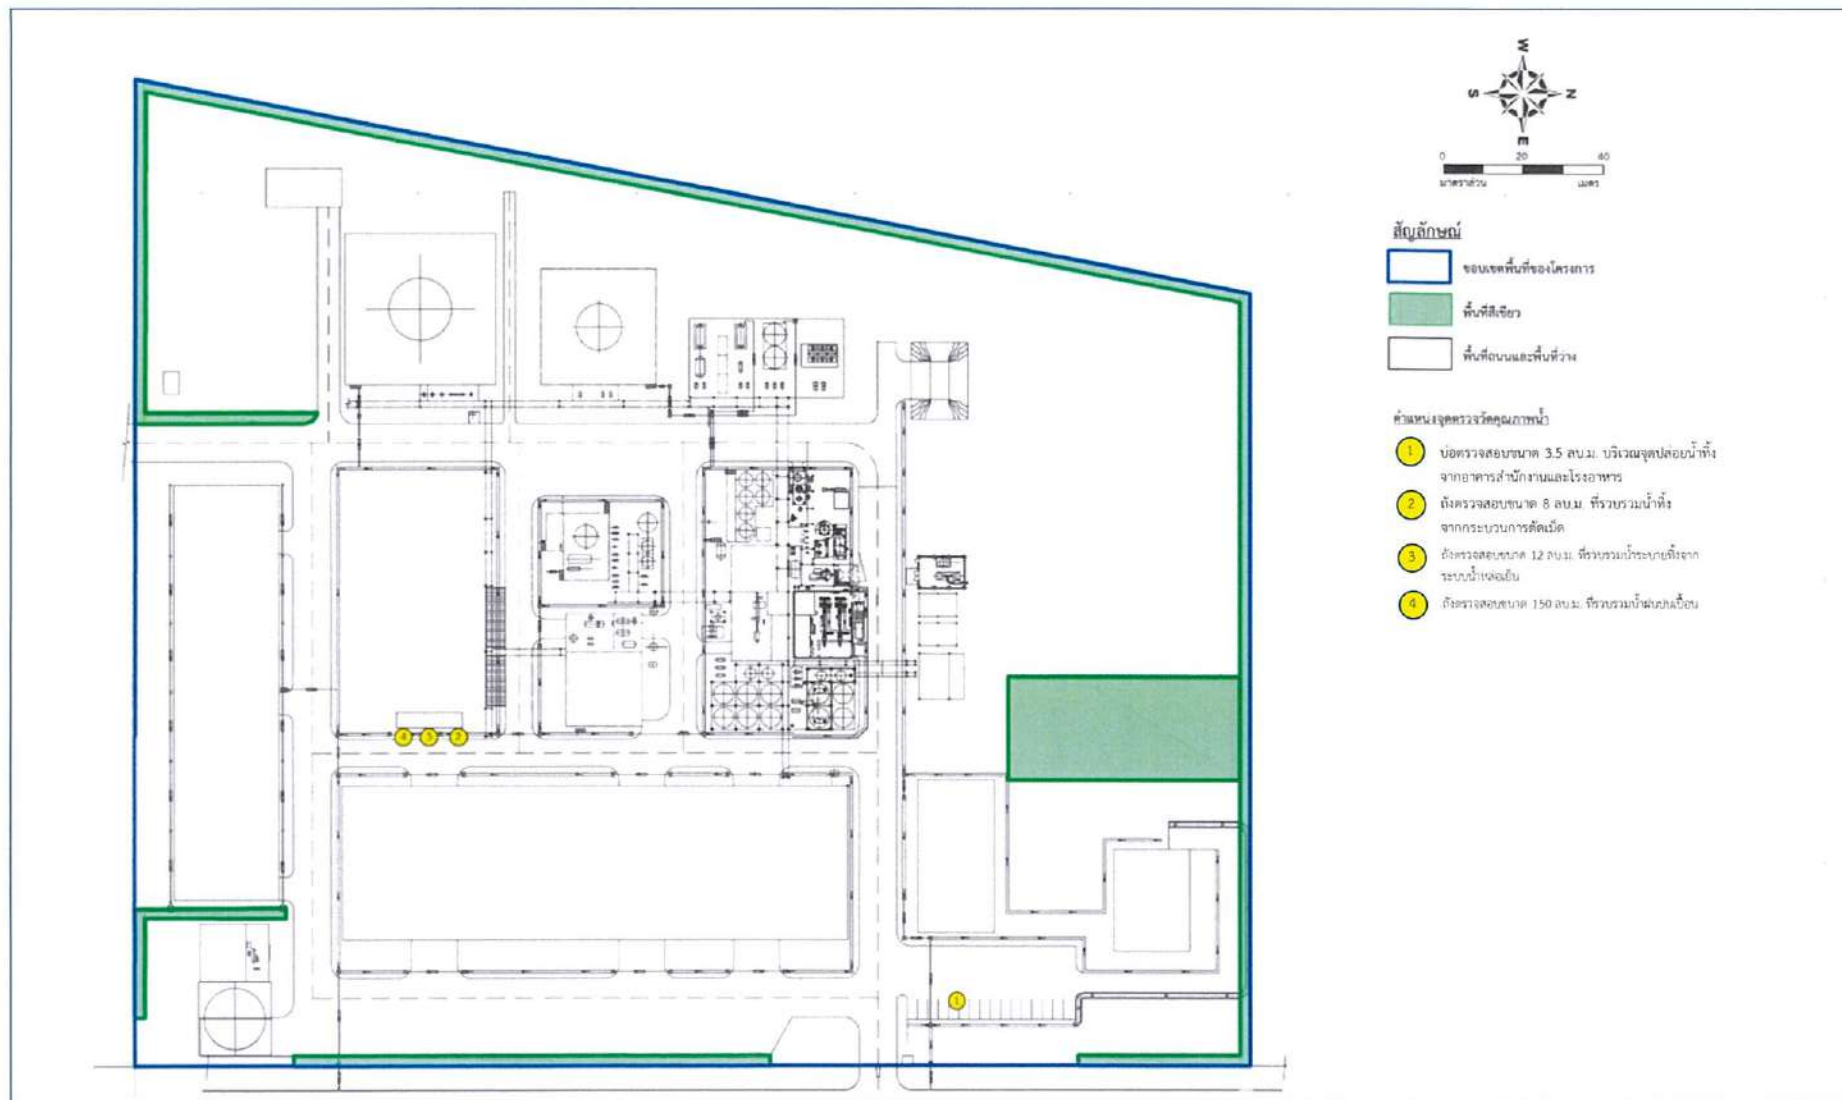 W
S
N
E
0 20 40
มาตราส่วน เมตร
สัญลักษณ์
ขอบเขตพื้นที่ของโครงการ
พื้นที่สีเขียว
พื้นที่ถนนและพื้นที่ว่าง
ตำแหน่งจุดตรวจวัดคุณภาพน้ำ
1 บ่อตรวจสอบขนาด 3.5 ลบ.ม. บริเวณจุดปล่อยน้ำทิ้ง
จากอาคารสำนักงานและโรงอาหาร
2 ถังตรวจสอบขนาด 8 ลบ.ม. ที่รวบรวมน้ำทิ้ง
จากกระบวนการตัดเม็ด
3 ถังตรวจสอบขนาด 12 ลบ.ม. ที่รวบรวมน้ำระบายทิ้งจาก
ระบบน้ำหล่อเย็น
4 ถังตรวจสอบขนาด 150 ลบ.ม. ที่รวบรวมน้ำฝนปนเปื้อน
4 3 2
1